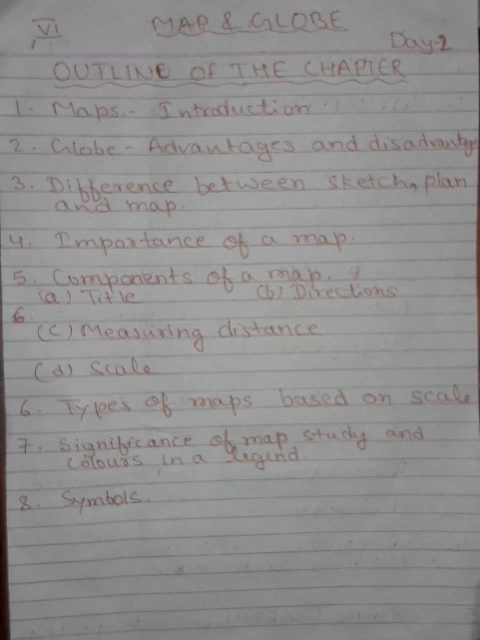 VI
MAP & GLOBE
Day-2
OUTLINE OF THE CHAPTER
1. Maps - Introduction
2. Globe - Advantages and disadvantage
3. Difference between sketch, plan
and map.
4. Importance of a map.
5. Components of a map.
(a) Title (b) Directions
6
(c) Measuring distance
(d) Scale
6. Types of maps based on scale
7. Significance of map study and
colours in a legend
8. Symbols.